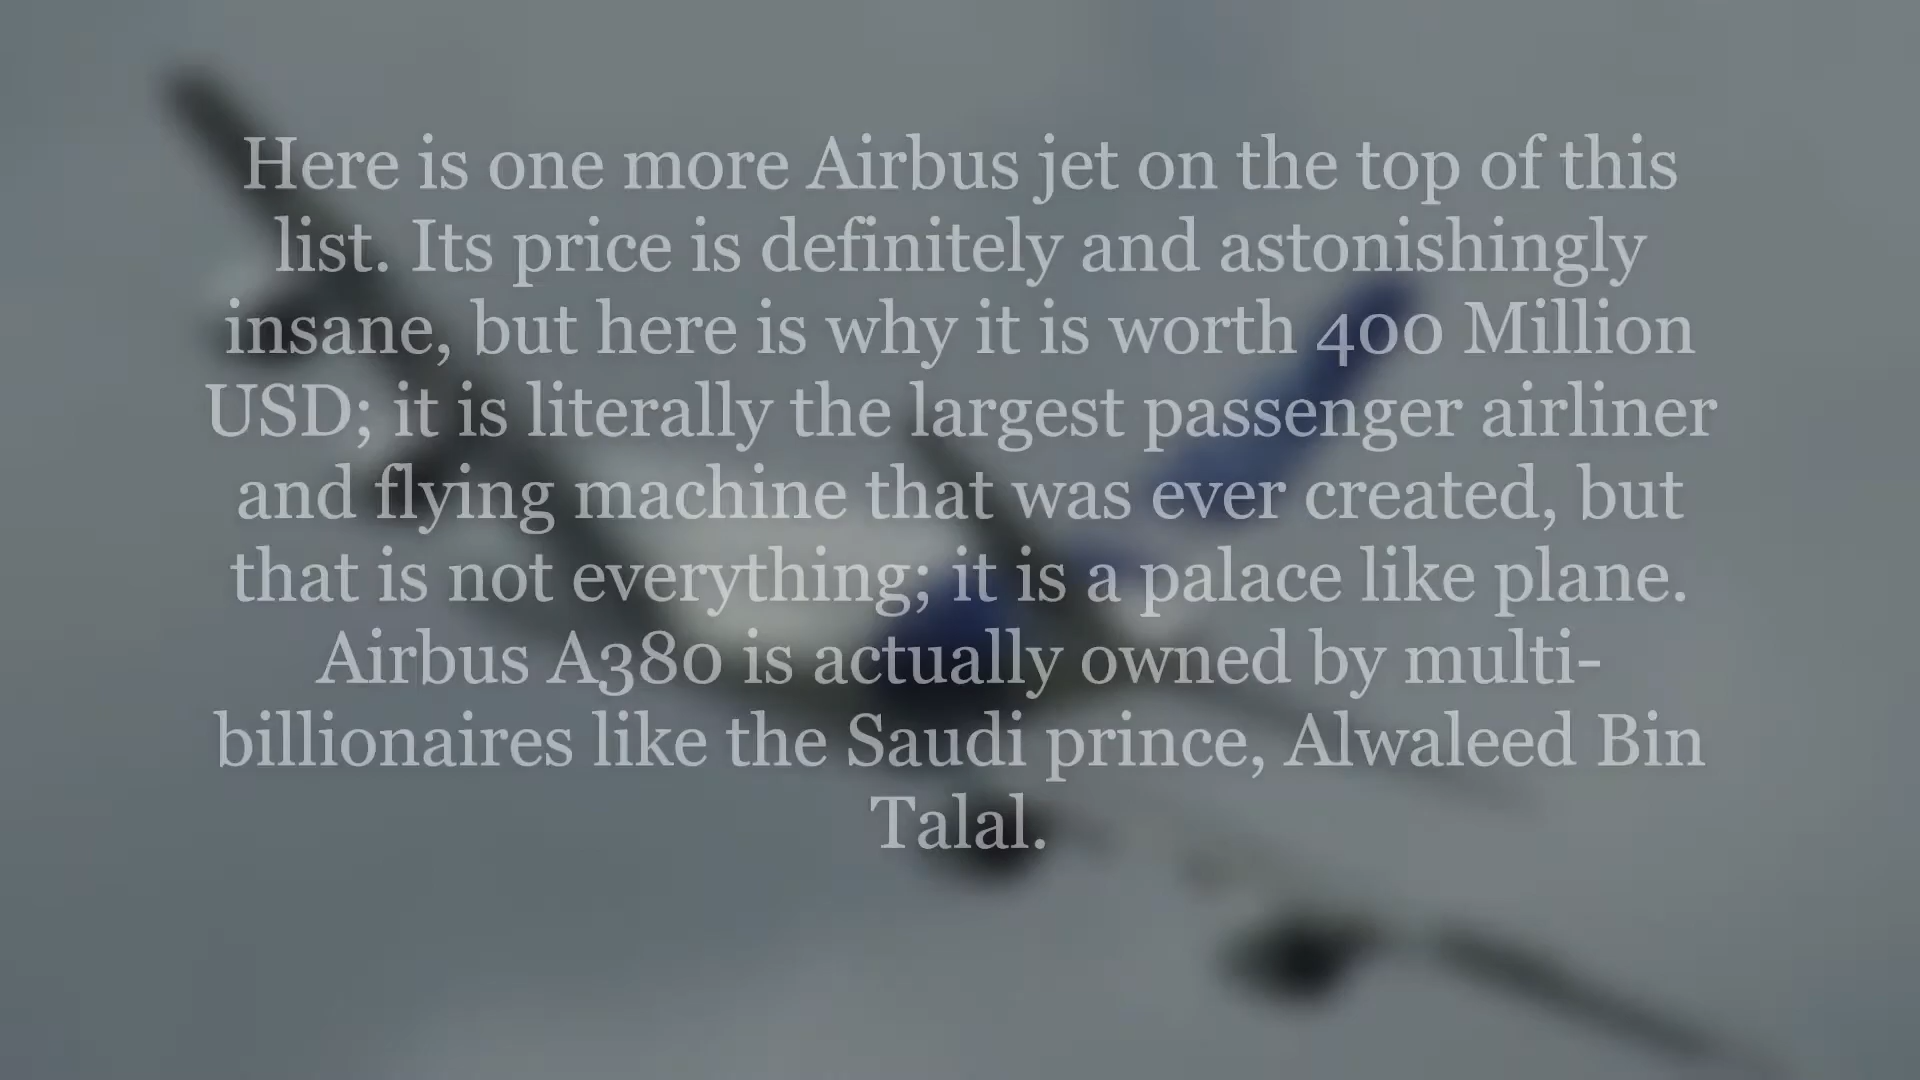 Here is one more Airbus jet on the top of this
list. Its price is definitely and astonishingly
insane, but here is why it is worth 400 Million
USD; it is literally the largest passenger airliner
and flying machine that was ever created, but
that is not everything; it is a palace like plane.
Airbus A380 is actually owned by multi-
billionaires like the Saudi prince, Alwaleed Bin
Talal.